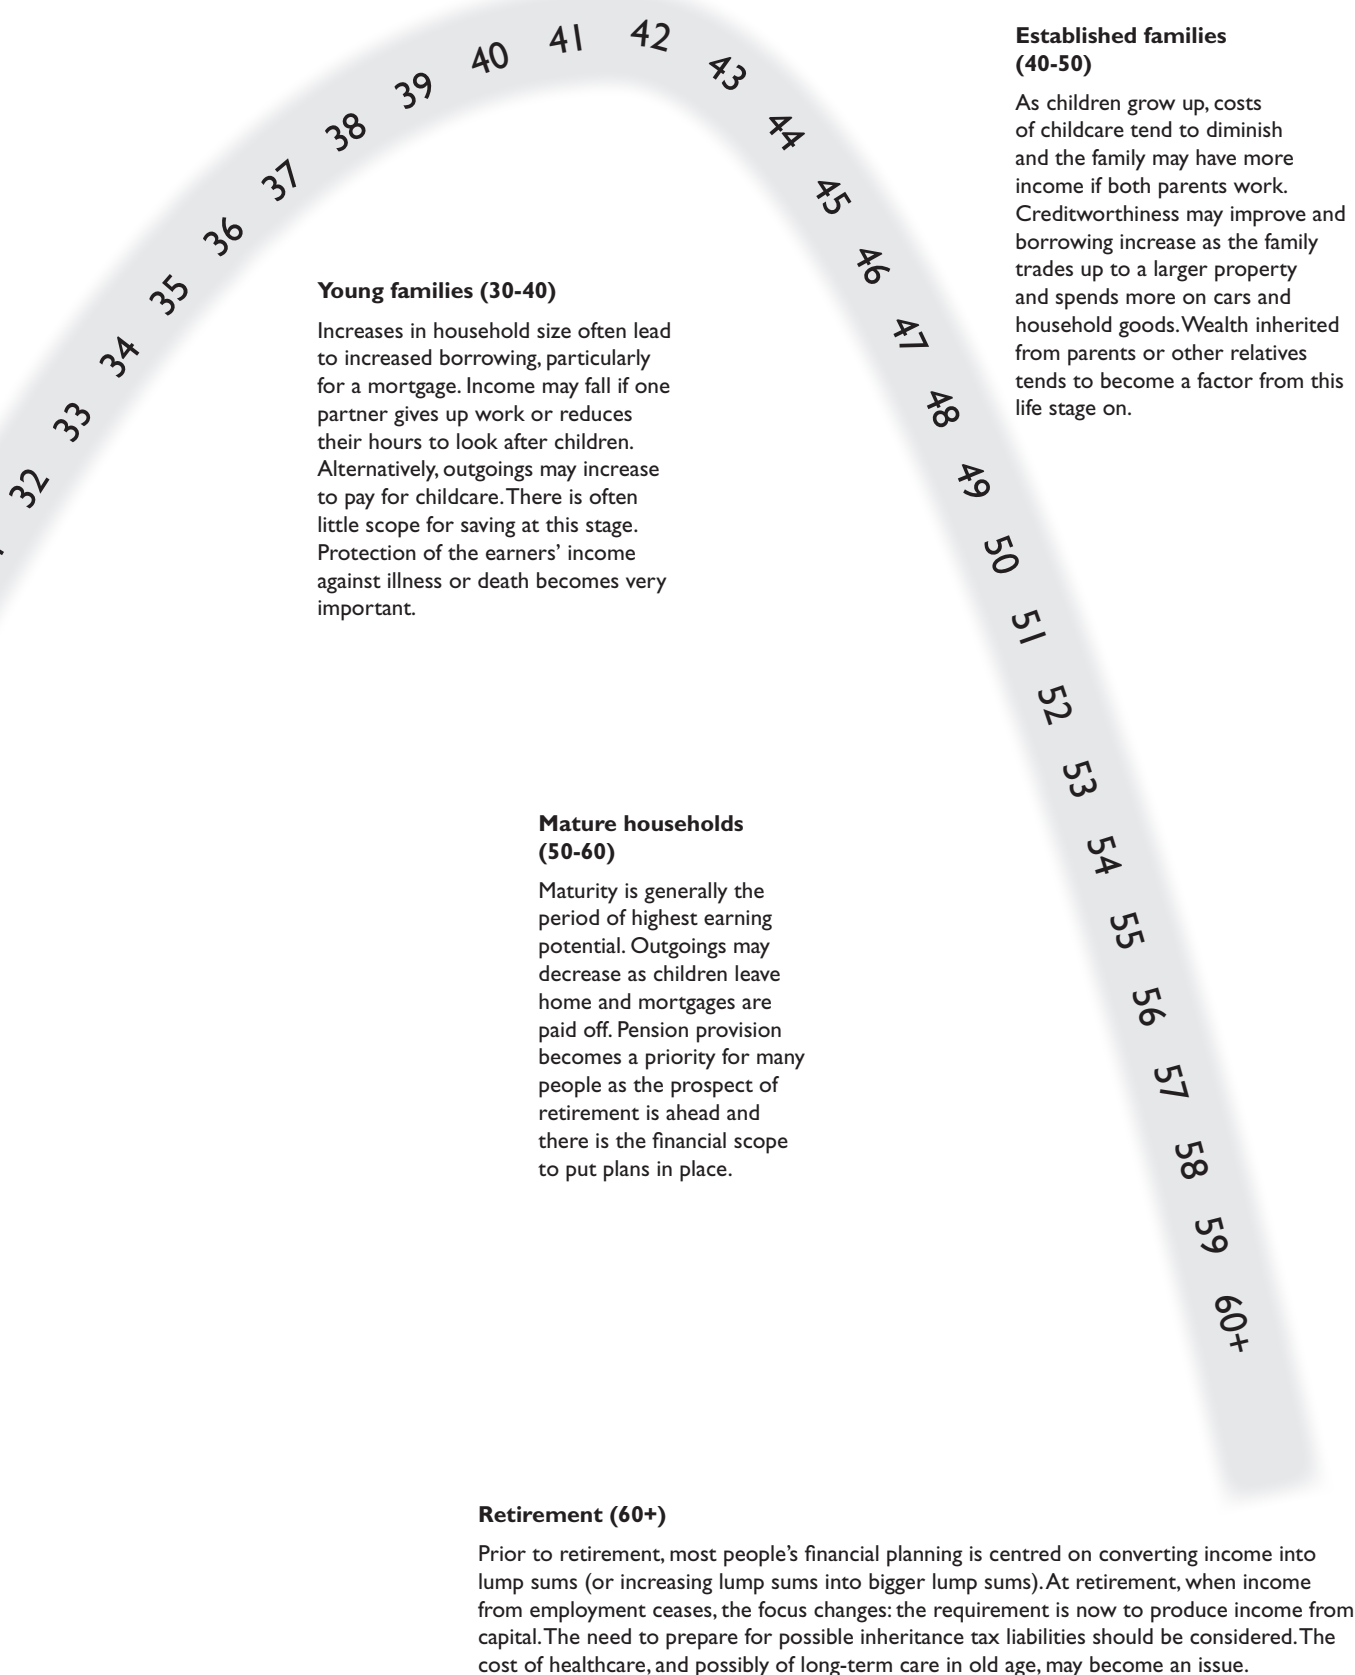 32
33
34
35
36
37
38
39
40
41
42
43
44
45
46
47
48
49
50
51
52
53
54
55
56
57
58
59
60+
Young families (30-40)
Increases in household size often lead
to increased borrowing, particularly
for a mortgage. Income may fall if one
partner gives up work or reduces
their hours to look after children.
Alternatively, outgoings may increase
to pay for childcare. There is often
little scope for saving at this stage.
Protection of the earners’ income
against illness or death becomes very
important.
Established families
(40-50)
As children grow up, costs
of childcare tend to diminish
and the family may have more
income if both parents work.
Creditworthiness may improve and
borrowing increase as the family
trades up to a larger property
and spends more on cars and
household goods. Wealth inherited
from parents or other relatives
tends to become a factor from this
life stage on.
Mature households
(50-60)
Maturity is generally the
period of highest earning
potential. Outgoings may
decrease as children leave
home and mortgages are
paid off. Pension provision
becomes a priority for many
people as the prospect of
retirement is ahead and
there is the financial scope
to put plans in place.
Retirement (60+)
Prior to retirement, most people’s financial planning is centred on converting income into
lump sums (or increasing lump sums into bigger lump sums). At retirement, when income
from employment ceases, the focus changes: the requirement is now to produce income from
capital. The need to prepare for possible inheritance tax liabilities should be considered. The
cost of healthcare, and possibly of long-term care in old age, may become an issue.